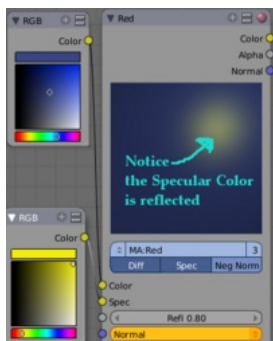 RGB
Color
Red
Color
Alpha
Normal
Notice
the Specular Color
is reflected
MA:Red 3
Diff Spec Neg Norm
RGB
Color
Color
Spec
Refl 0.80
Normal